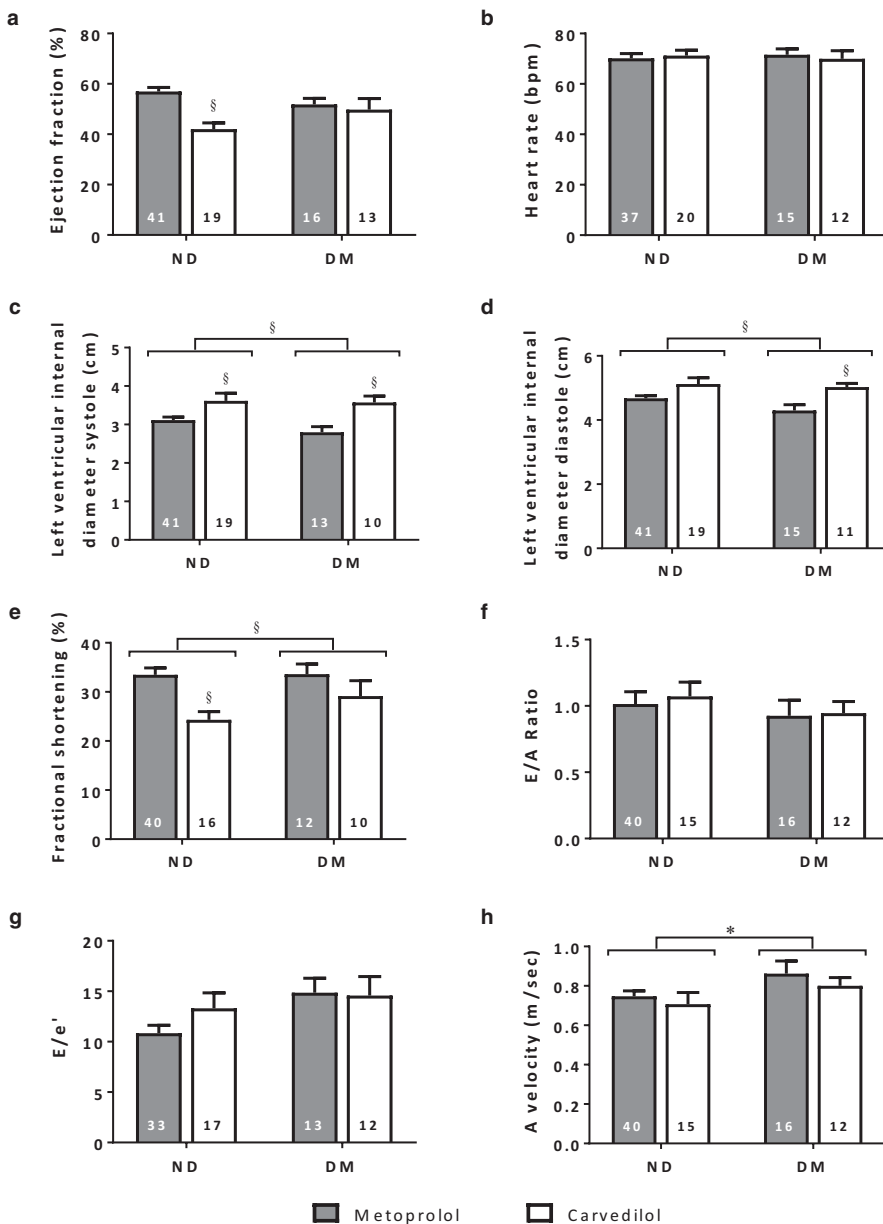 a
Ejection fraction (%)
80
60
40
20
0
§
41
19
16
13
ND
DM
b
Heart rate (bpm)
80
60
40
20
0
37
20
15
12
ND
DM
c
Left ventricular internal
diameter systole (cm)
5
4
3
2
1
0
§
§
§
41
19
13
10
ND
DM
d
Left ventricular internal
diameter diastole (cm)
6
4
2
0
§
§
41
19
15
11
ND
DM
e
Fractional shortening (%)
40
30
20
10
0
§
§
40
16
12
10
ND
DM
f
E/A Ratio
1.5
1.0
0.5
0.0
40
15
16
12
ND
DM
g
E/e'
20
15
10
5
0
33
17
13
12
ND
DM
h
A velocity (m/sec)
1.0
0.8
0.6
0.4
0.2
0.0
*
40
15
16
12
ND
DM
Metoprolol
Carvedilol